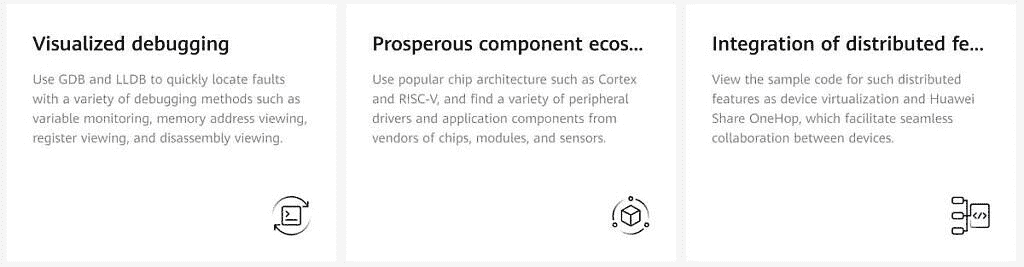 Visualized debugging
Use GDB and LLDB to quickly locate faults
with a variety of debugging methods such as
variable monitoring, memory address viewing,
register viewing, and disassembly viewing.
Prosperous component ecos...
Use popular chip architecture such as Cortex
and RISC-V, and find a variety of peripheral
drivers and application components from
vendors of chips, modules, and sensors.
Integration of distributed fe...
View the sample code for such distributed
features as device virtualization and Huawei
Share OneHop, which facilitate seamless
collaboration between devices.